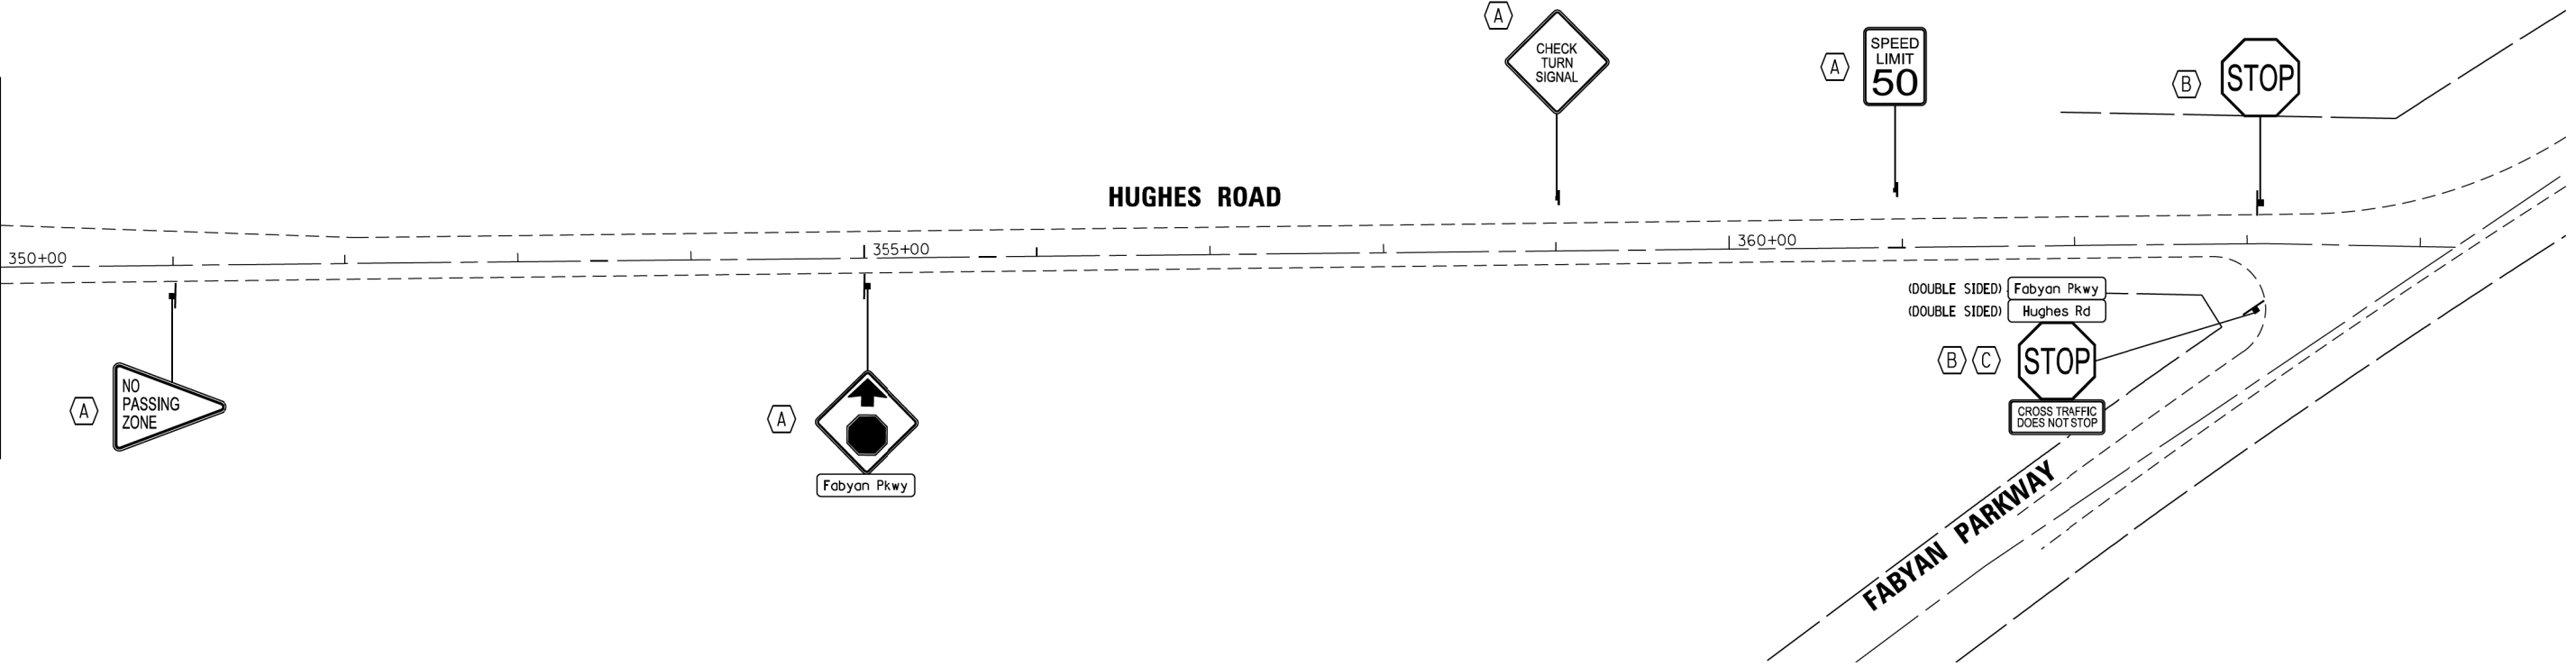 A
CHECK
TURN
SIGNAL
A
SPEED
LIMIT
50
B
STOP
HUGHES ROAD
350+00
355+00
360+00
(DOUBLE SIDED) Fabyan Pkwy
(DOUBLE SIDED) Hughes Rd
B C STOP
CROSS TRAFFIC
DOES NOT STOP
A
NO
PASSING
ZONE
A
Fabyan Pkwy
FABYAN PARKWAY